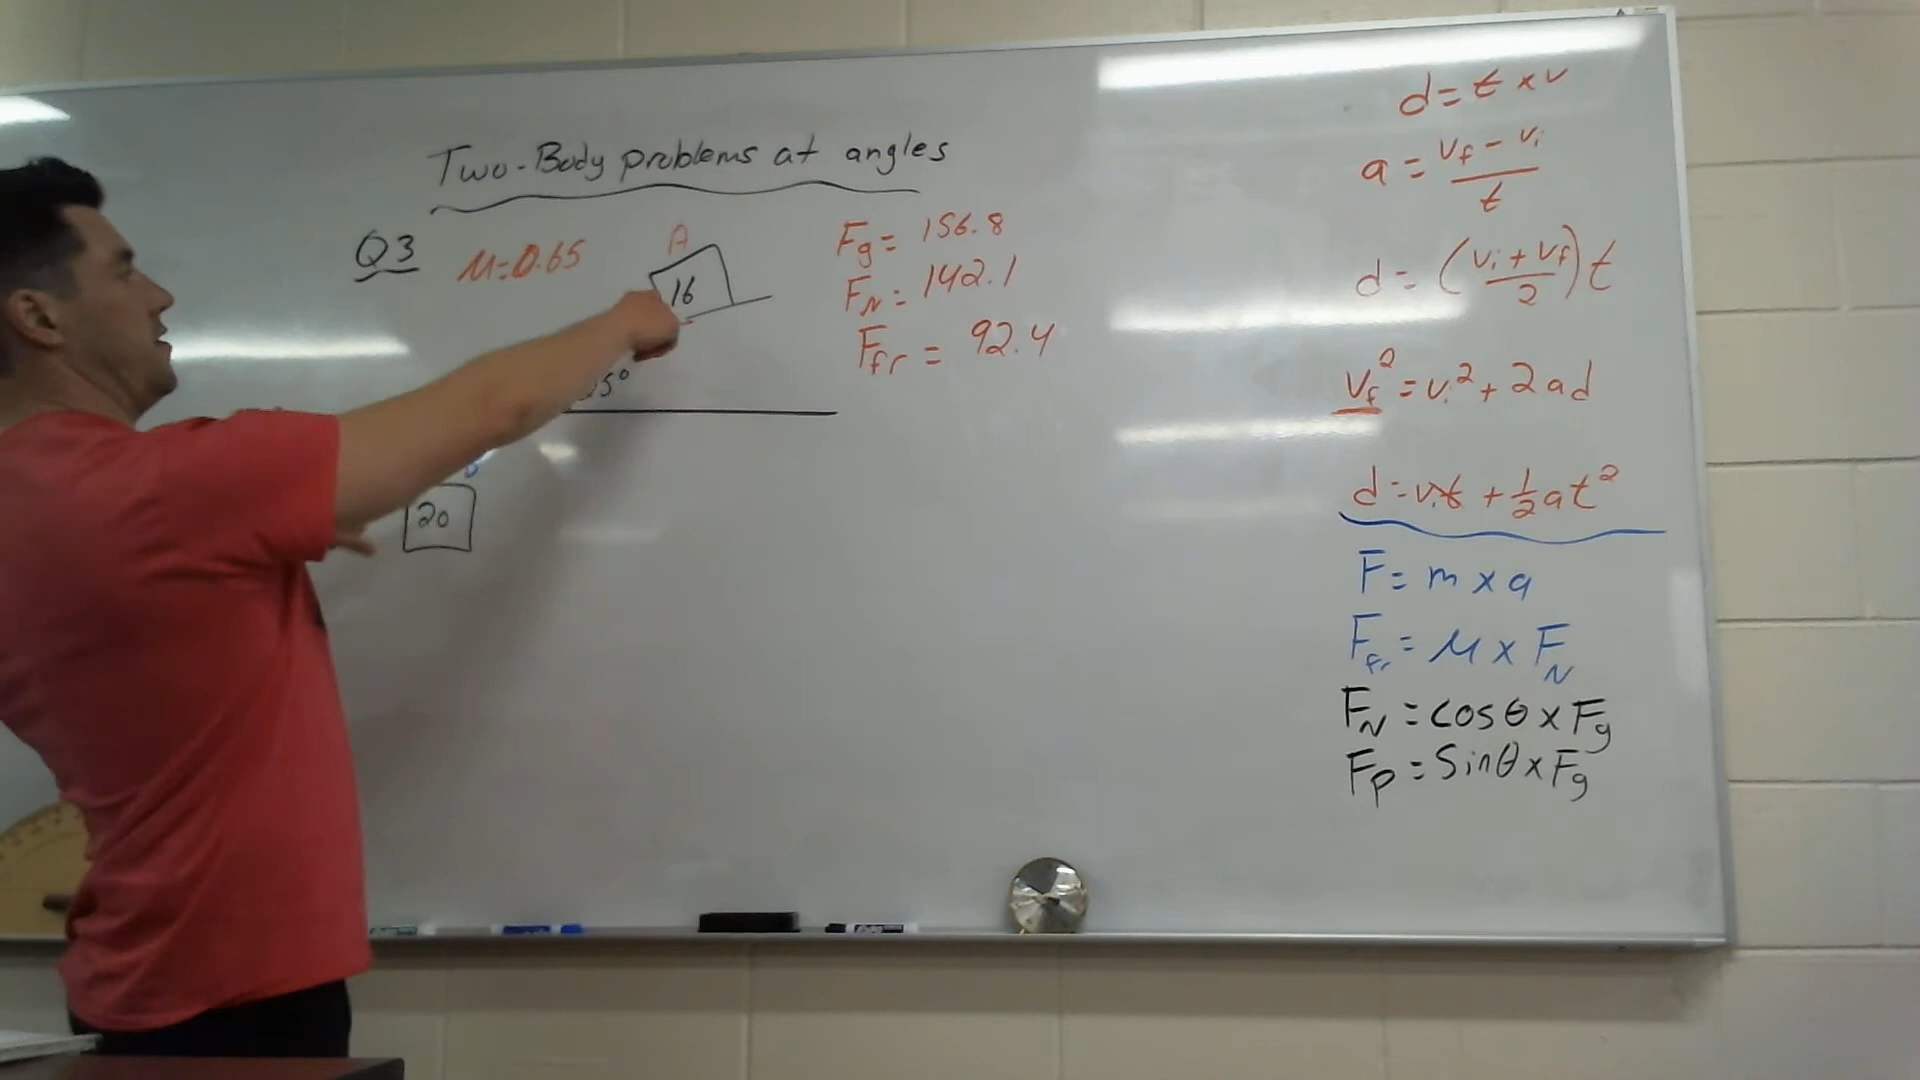 Two-Body problems at angles
Q3 μ=0.65
A
16
5°
B
20
Fg= 156.8
FN= 142.1
Ffr = 92.4
d= t x v
a = vf - vi / t
d = (vi + vf / 2) t
vf² = vi² + 2ad
d = vit + 1/2 at²
F = m x a
Ffr = μ x FN
FN = cos θ x Fg
Fp = Sin θ x Fg